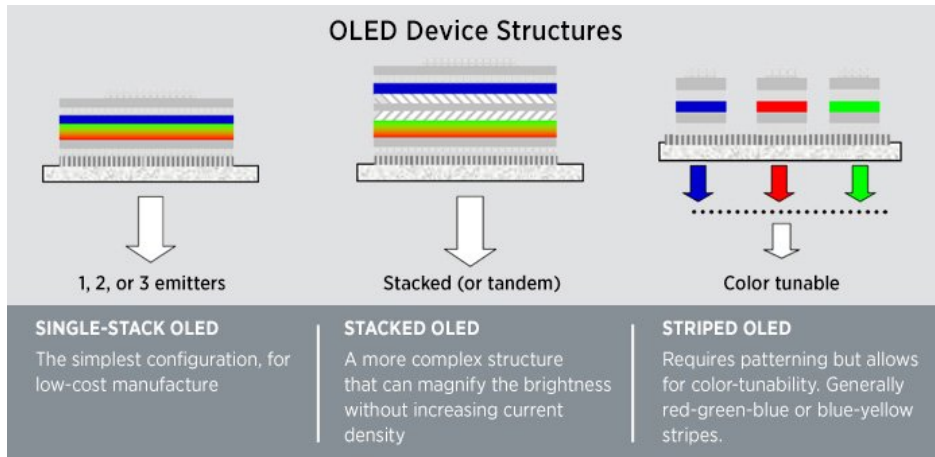 OLED Device Structures
1, 2, or 3 emitters
Stacked (or tandem)
Color tunable
SINGLE-STACK OLED
The simplest configuration, for
low-cost manufacture
STACKED OLED
A more complex structure
that can magnify the brightness
without increasing current
density
STRIPED OLED
Requires patterning but allows
for color-tunability. Generally
red-green-blue or blue-yellow
stripes.